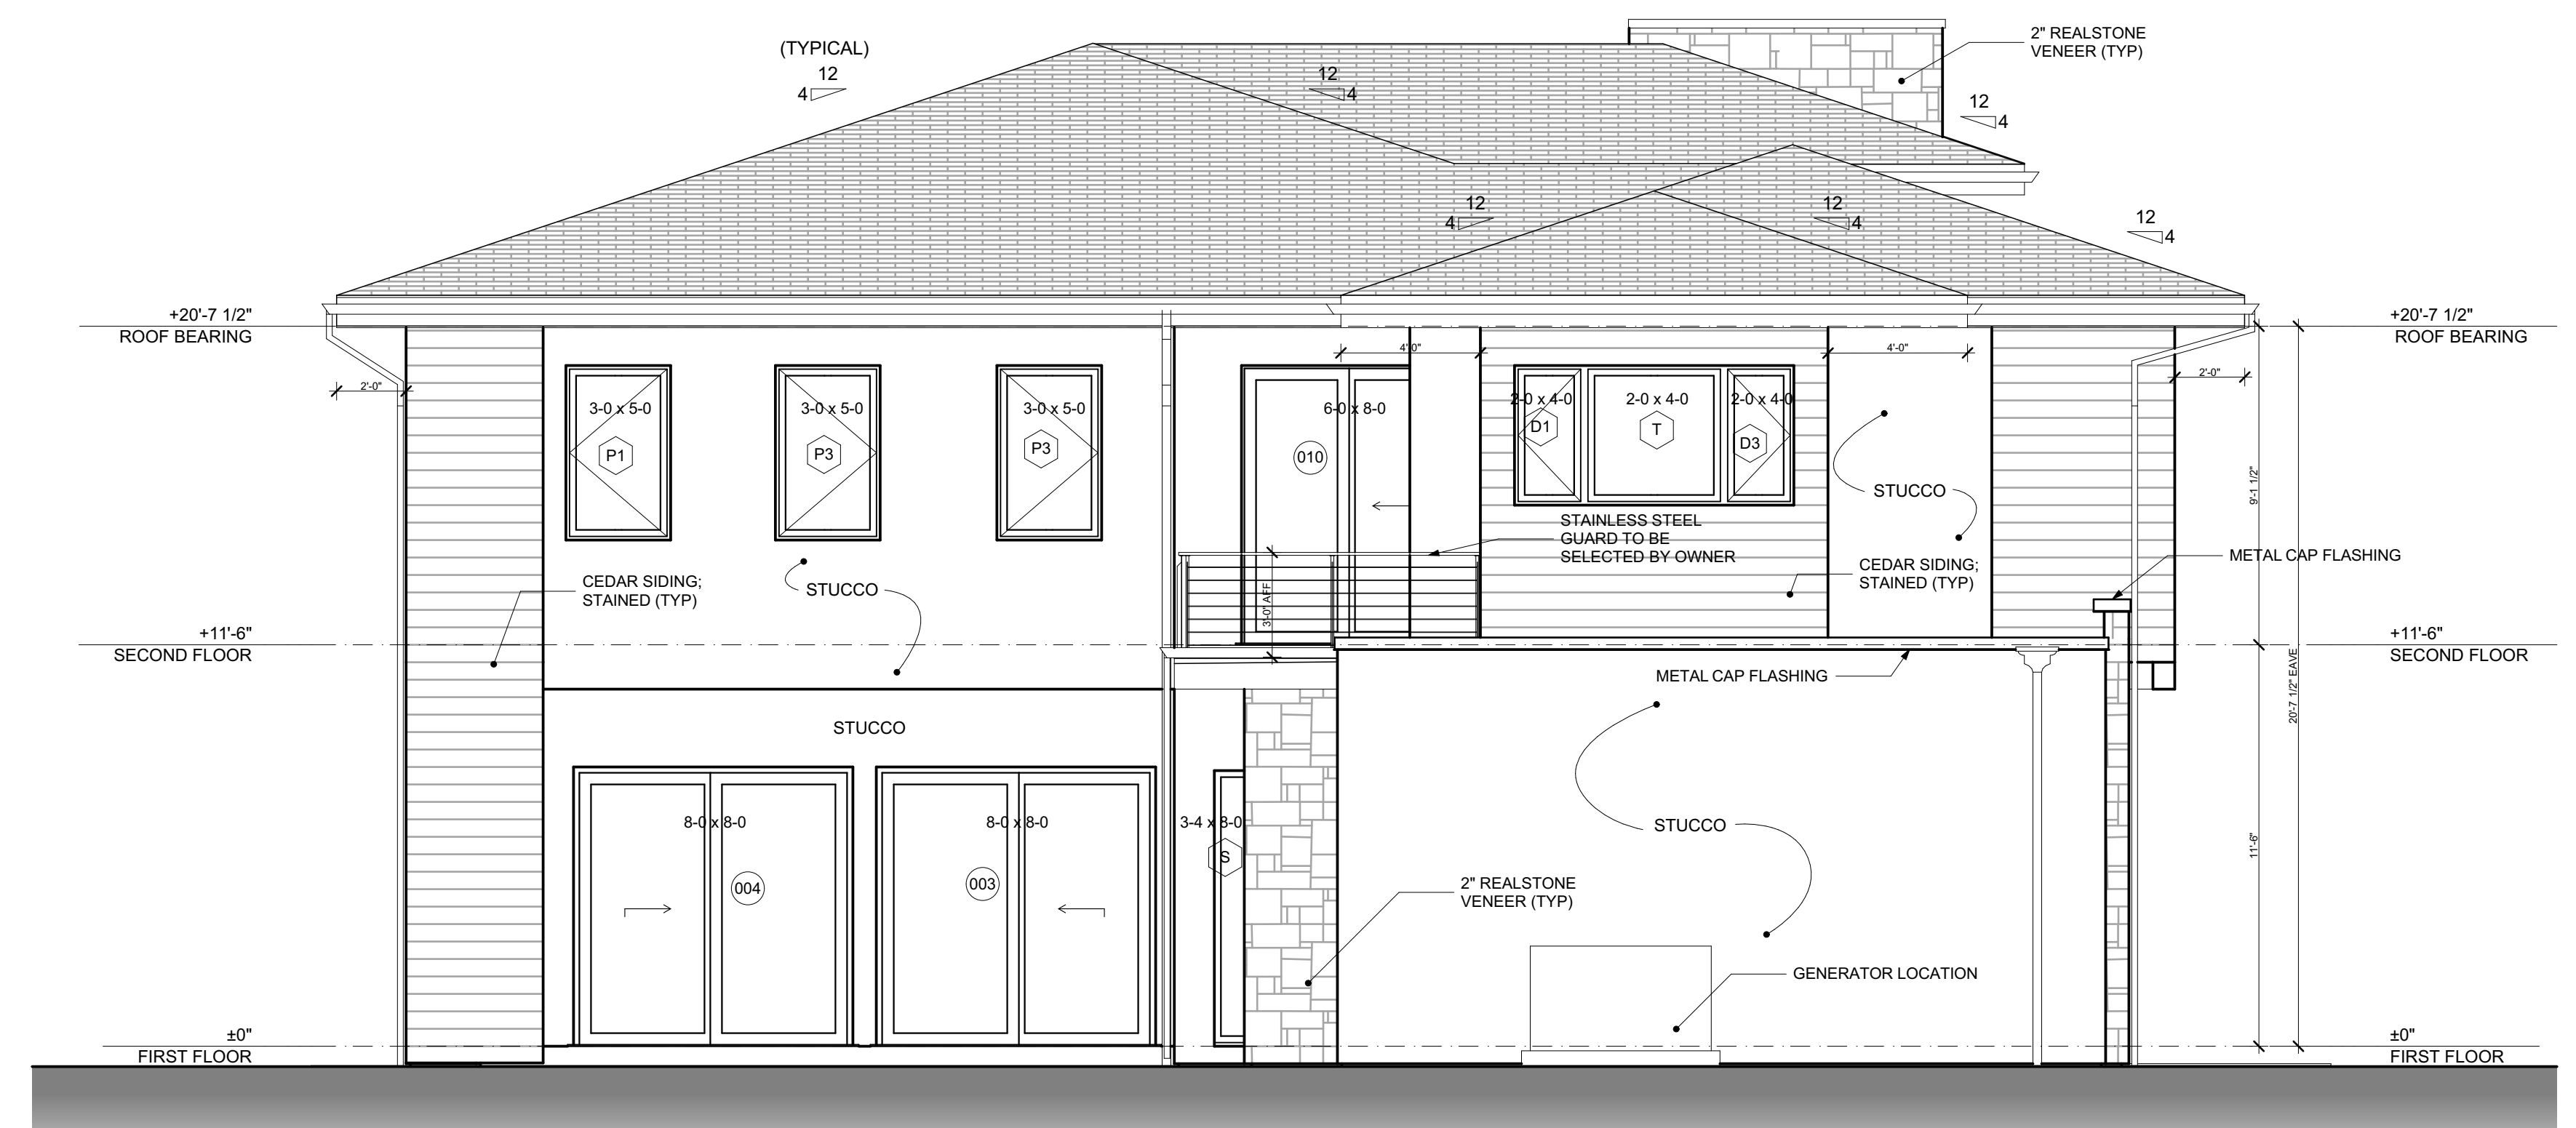 2" REALSTONE
VENEER (TYP)
(TYPICAL)
12
4
12
4
12
4
12
4
12
4
12
4
+20'-7 1/2"
ROOF BEARING
+20'-7 1/2"
ROOF BEARING
2'-0"
4'-0"
4'-0"
2'-0"
3-0 x 5-0
P1
3-0 x 5-0
P3
3-0 x 5-0
P3
6-0 x 8-0
010
2-0 x 4-0
D1
2-0 x 4-0
T
2-0 x 4-0
D3
STUCCO
9'-1 1/2"
STAINLESS STEEL
GUARD TO BE
SELECTED BY OWNER
METAL CAP FLASHING
CEDAR SIDING;
STAINED (TYP)
STUCCO
3'-0" AFF
CEDAR SIDING;
STAINED (TYP)
+11'-6"
SECOND FLOOR
+11'-6"
SECOND FLOOR
METAL CAP FLASHING
20'-7 1/2" EAVE
STUCCO
8-0 x 8-0
004
8-0 x 8-0
003
3-4 x 8-0
S
STUCCO
11'-6"
2" REALSTONE
VENEER (TYP)
GENERATOR LOCATION
±0"
FIRST FLOOR
±0"
FIRST FLOOR